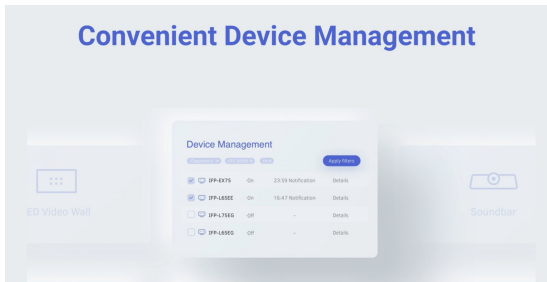 Convenient Device Management
Device Management
Apply Filters
IFP-EX75 On 23:59 Notification Details
IFP-L65EE On 16:47 Notification Details
IFP-L75EG Off - Details
IFP-L65EG Off - Details
ED Video Wall
Soundbar